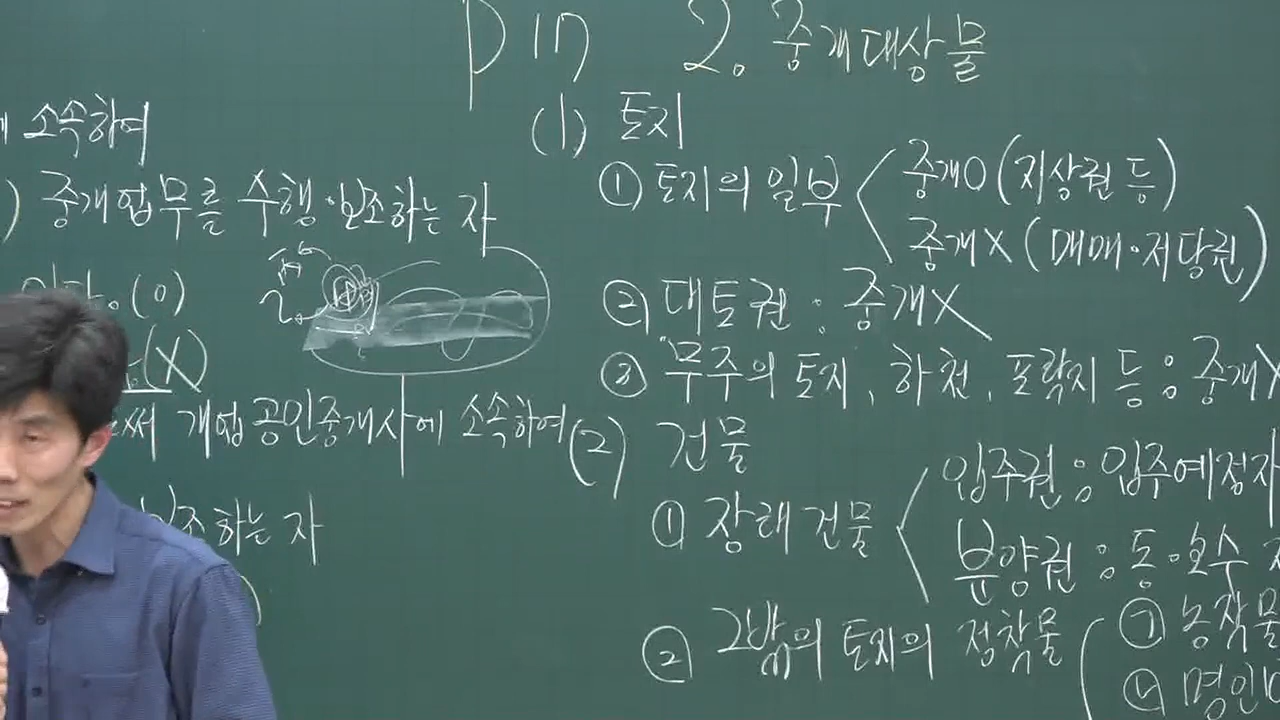 소속하여
) 중개업무를 수행·보조하는 자
(0)
(X)
써 개업공인중개사에 소속하여
보조하는 자
P 17 2. 중개대상물
(1) 토지
① 토지의 일부 < 중개O (지상권 등)
중개X (매매·저당권)
② 대토권 : 중개X
③ 무주의 토지, 하천, 포락지 등 : 중개X
(2) 건물
① 장래건물 < 입주권 : 입주예정자
분양권 : 동·호수
② 그밖의 토지의 정착물 ㉠ 농작물
㉡ 명인